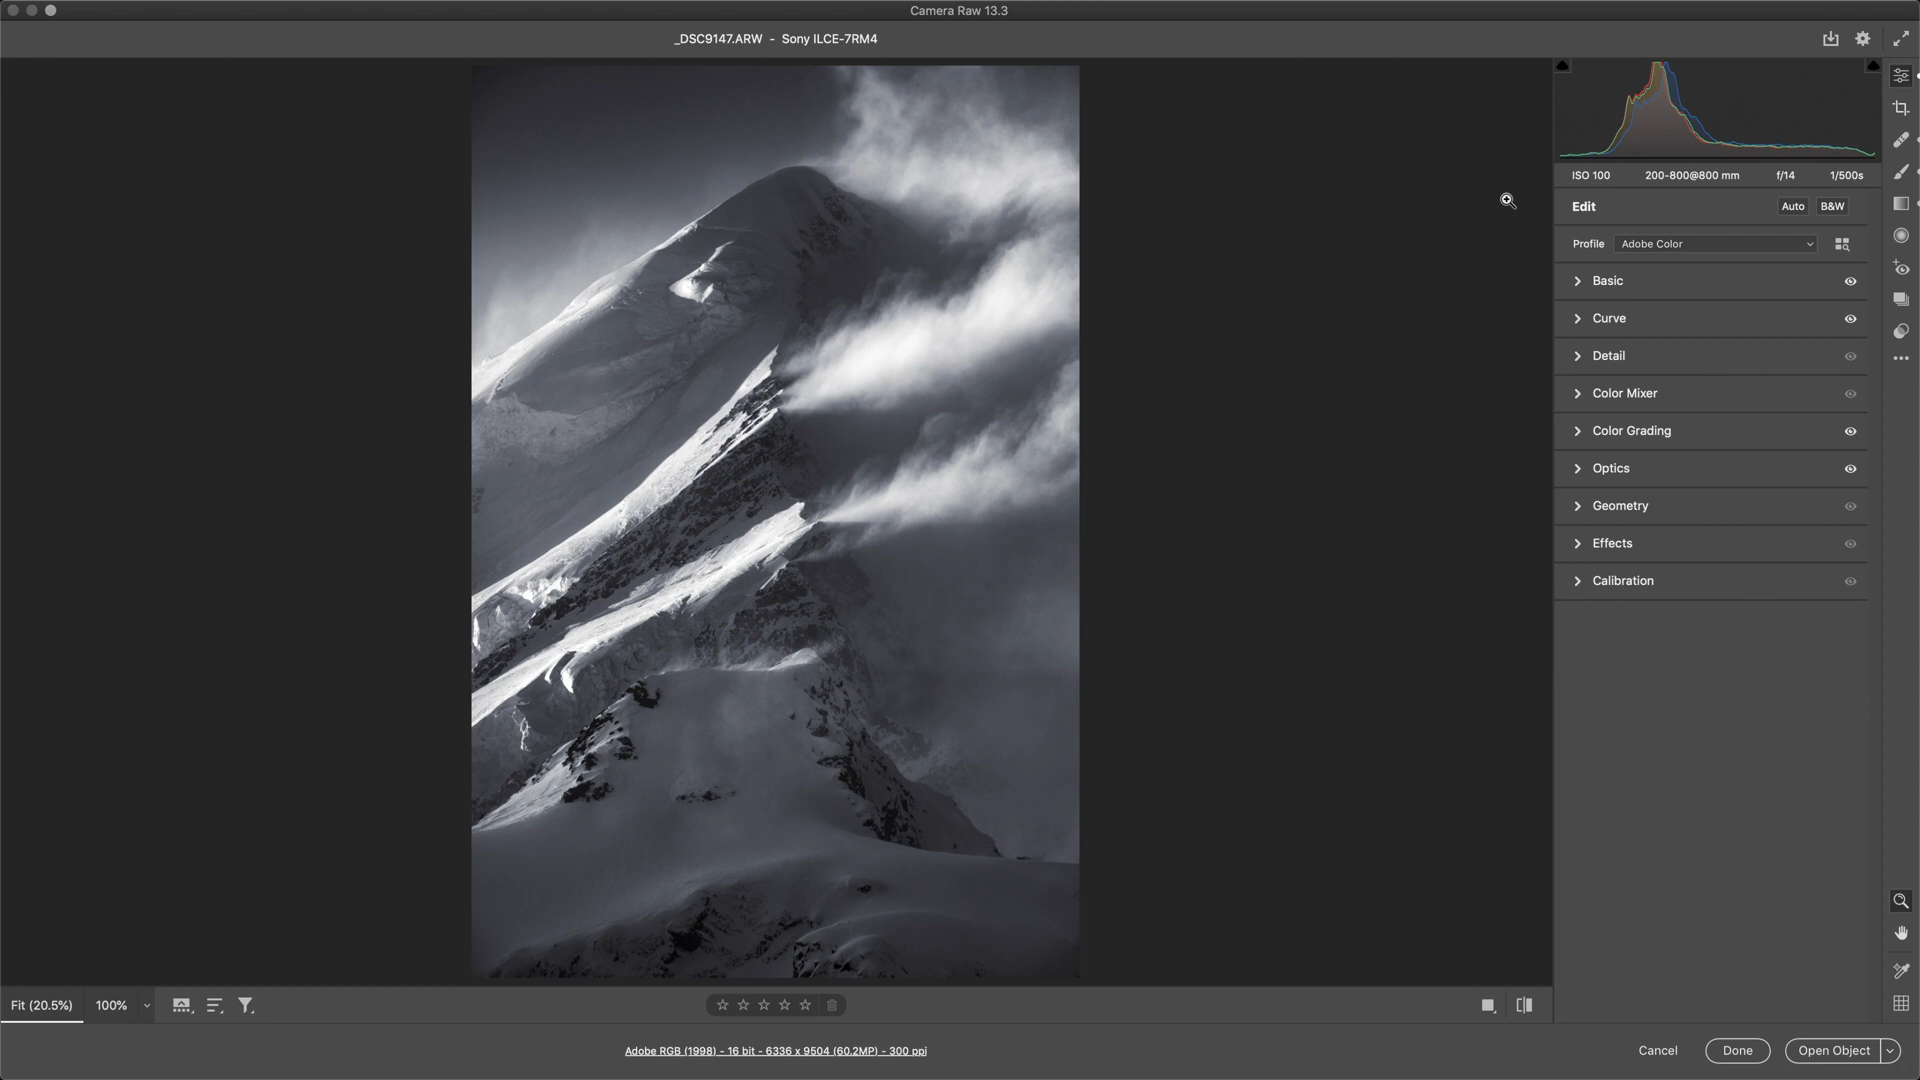 Camera Raw 13.3
_DSC9147.ARW - Sony ILCE-7RM4
ISO 100 200-800@800 mm f/14 1/500s
Edit Auto B&W
Profile Adobe Color
Basic
Curve
Detail
Color Mixer
Color Grading
Optics
Geometry
Effects
Calibration
Fit (20.5%) 100%
Adobe RGB (1998) - 16 bit - 6336 x 9504 (60.2MP) - 300 ppi
Cancel Done Open Object